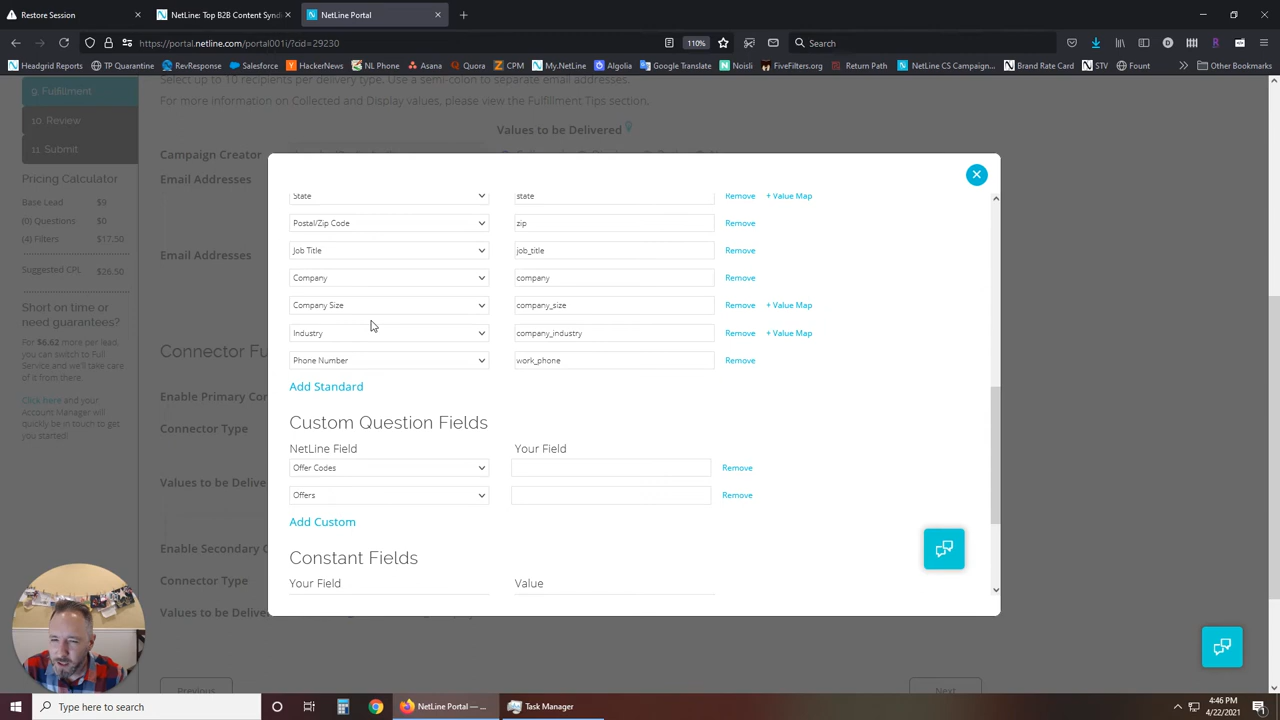 Restore Session
NetLine: Top B2B Content Syndi
NetLine Portal
https://portal.netline.com/portal001/i?od=29230
110%
Search
Headgrid Reports
TP Quarantine
RevResponse
Salesforce
HackerNews
NL Phone
Asana
Quora
ZPM
My.NetLine
Algolia
Google Translate
Noisli
FiveFilters.org
Return Path
NetLine CS Campaign...
Brand Rate Card
STV
Fount
Other Bookmarks
Select up to 10 recipients per delivery type. Use a semi-colon to separate email addresses.
9 Fulfillment
For more information on Collected and Display values, please view the Fulfillment Tips section.
10 Review
Values to be Delivered
11 Submit
Campaign Creator
Email Addresses
Pricing Calculator
(0) Questions $0
(4) Filters $17.50
Email Addresses
Suggested CPL $26.50
Short on time or
need guarantees?
more per lead,
you can switch to Full
Service and we'll take care
of it from there.
Click here and your
Account Manager will
quickly be in touch to get
you started!
Connector Fu
Enable Primary Con
Connector Type
Values to be Delive
Enable Secondary C
Connector Type
Values to be Delive
State state Remove + Value Map
Postal/Zip Code zip Remove
Job Title job_title Remove
Company company Remove
Company Size company_size Remove + Value Map
Industry company_industry Remove + Value Map
Phone Number work_phone Remove
Add Standard
Custom Question Fields
NetLine Field Your Field
Offer Codes Remove
Offers Remove
Add Custom
Constant Fields
Your Field Value
Previous
Next
Type here to search
NetLine Portal — ...
Task Manager
4:46 PM
4/22/2021